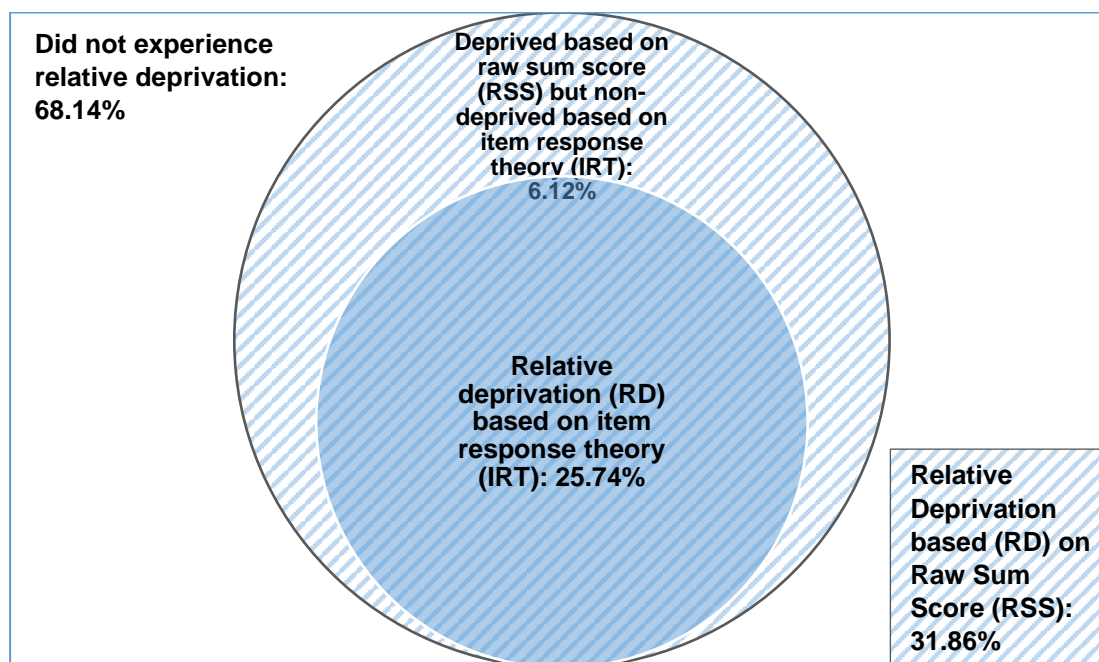 Did not experience
relative deprivation:
68.14%
Deprived based on
raw sum score
(RSS) but non-
deprived based on
item response
theory (IRT):
6.12%
Relative
deprivation (RD)
based on item
response theory
(IRT): 25.74%
Relative
Deprivation
based (RD) on
Raw Sum
Score (RSS):
31.86%